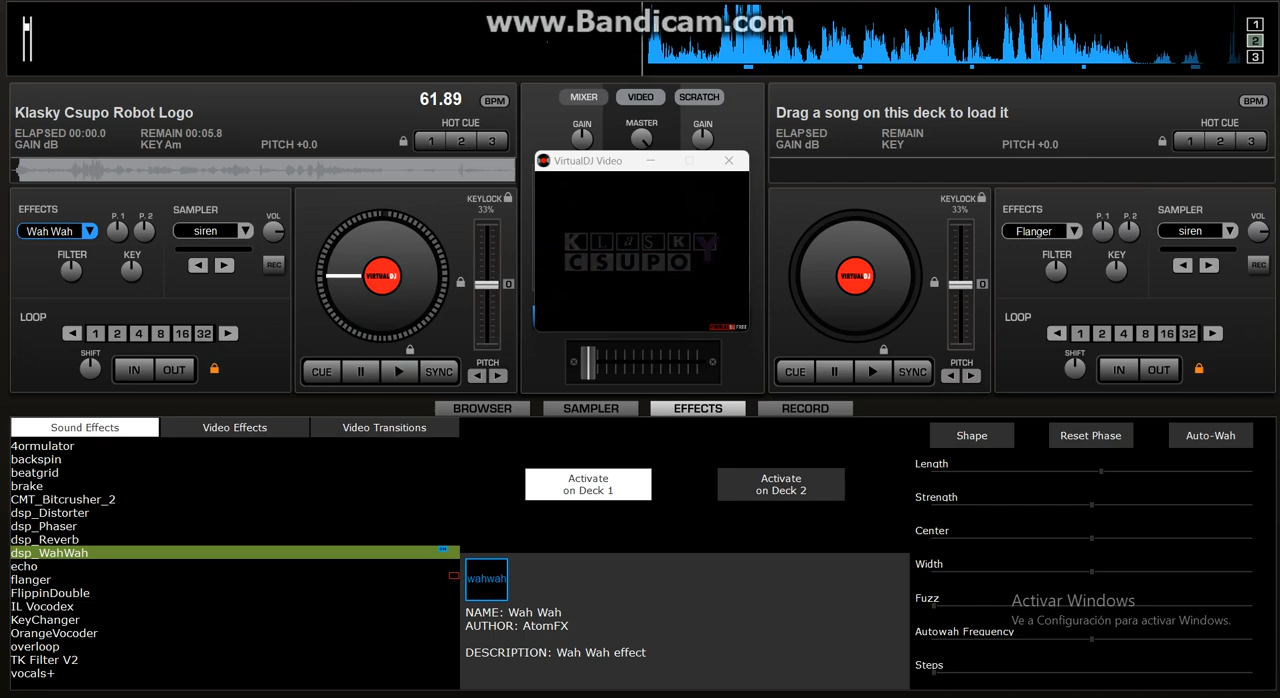 www.Bandicam.com
1
2
3
Klasky Csupo Robot Logo
61.89 BPM
ELAPSED 00:00.0 REMAIN 00:05.8 HOT CUE
GAIN dB KEY Am PITCH +0.0 1 2 3
MIXER VIDEO SCRATCH
GAIN MASTER GAIN
Drag a song on this deck to load it
BPM
ELAPSED REMAIN HOT CUE
GAIN dB KEY PITCH +0.0 1 2 3
VirtualDJ Video
KLASKY
CSUPO
EFFECTS P. 1 P. 2 SAMPLER VOL
Wah Wah siren
FILTER KEY REC
LOOP
1 2 4 8 16 32
SHIFT IN OUT
KEYLOCK
33%
VIRTUAL DJ
0
CUE SYNC PITCH
KEYLOCK
33%
VIRTUAL DJ
0
CUE SYNC PITCH
EFFECTS P. 1 P. 2 SAMPLER VOL
Flanger siren
FILTER KEY REC
LOOP
1 2 4 8 16 32
SHIFT IN OUT
BROWSER SAMPLER EFFECTS RECORD
Sound Effects Video Effects Video Transitions
4ormulator
backspin
beatgrid
brake
CMT_Bitcrusher_2
dsp_Distorter
dsp_Phaser
dsp_Reverb
dsp_WahWah
echo
flanger
FlippinDouble
IL Vocodex
KeyChanger
OrangeVocoder
overloop
TK Filter V2
vocals+
Activate
on Deck 1
Activate
on Deck 2
wahwah
NAME: Wah Wah
AUTHOR: AtomFX
DESCRIPTION: Wah Wah effect
Shape Reset Phase Auto-Wah
Length
Strength
Center
Width
Fuzz
Autowah Frequency
Steps
Activar Windows
Ve a Configuración para activar Windows.